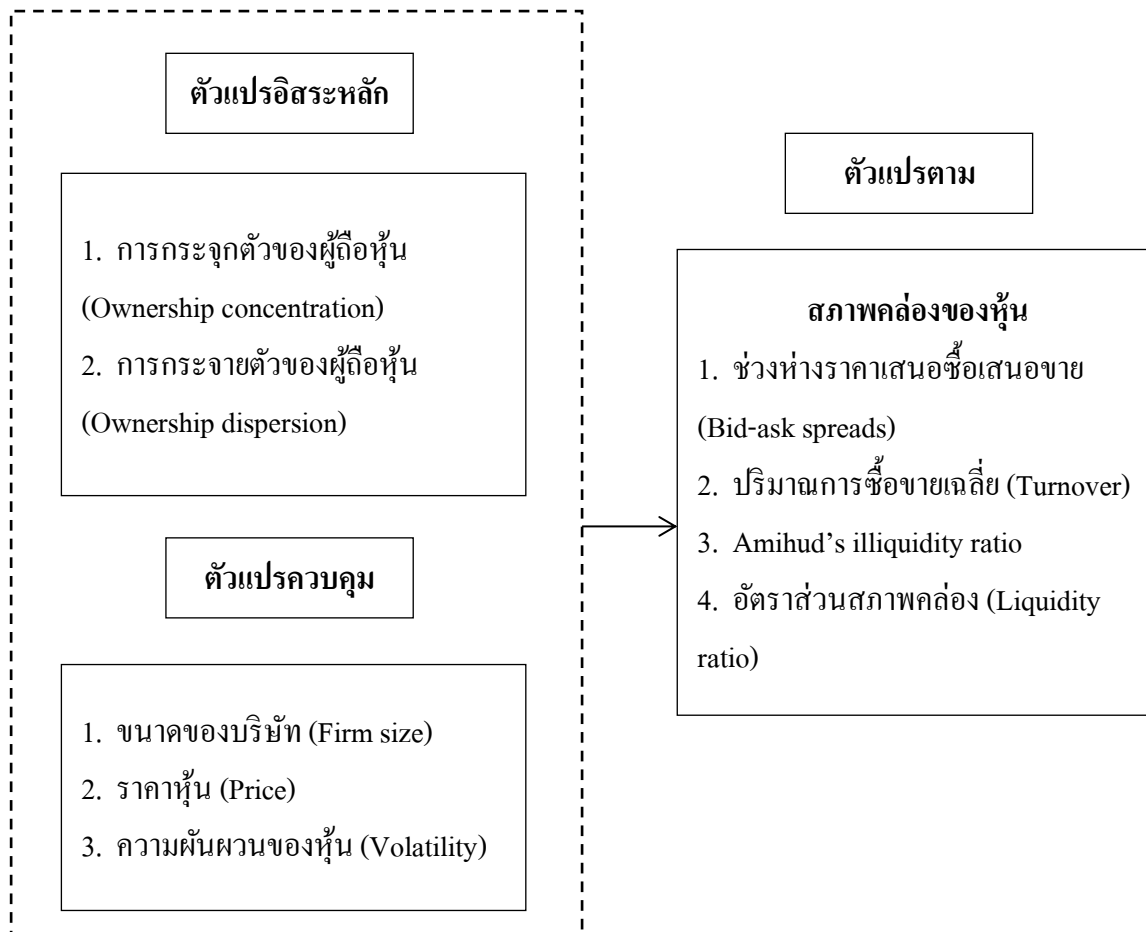 ตัวแปรอิสระหลัก
1. การกระจุกตัวของผู้ถือหุ้น
(Ownership concentration)
2. การกระจายตัวของผู้ถือหุ้น
(Ownership dispersion)
ตัวแปรควบคุม
1. ขนาดของบริษัท (Firm size)
2. ราคาหุ้น (Price)
3. ความผันผวนของหุ้น (Volatility)
ตัวแปรตาม
สภาพคล่องของหุ้น
1. ช่วงห่างราคาเสนอซื้อเสนอขาย
(Bid-ask spreads)
2. ปริมาณการซื้อขายเฉลี่ย (Turnover)
3. Amihud’s illiquidity ratio
4. อัตราส่วนสภาพคล่อง (Liquidity
ratio)